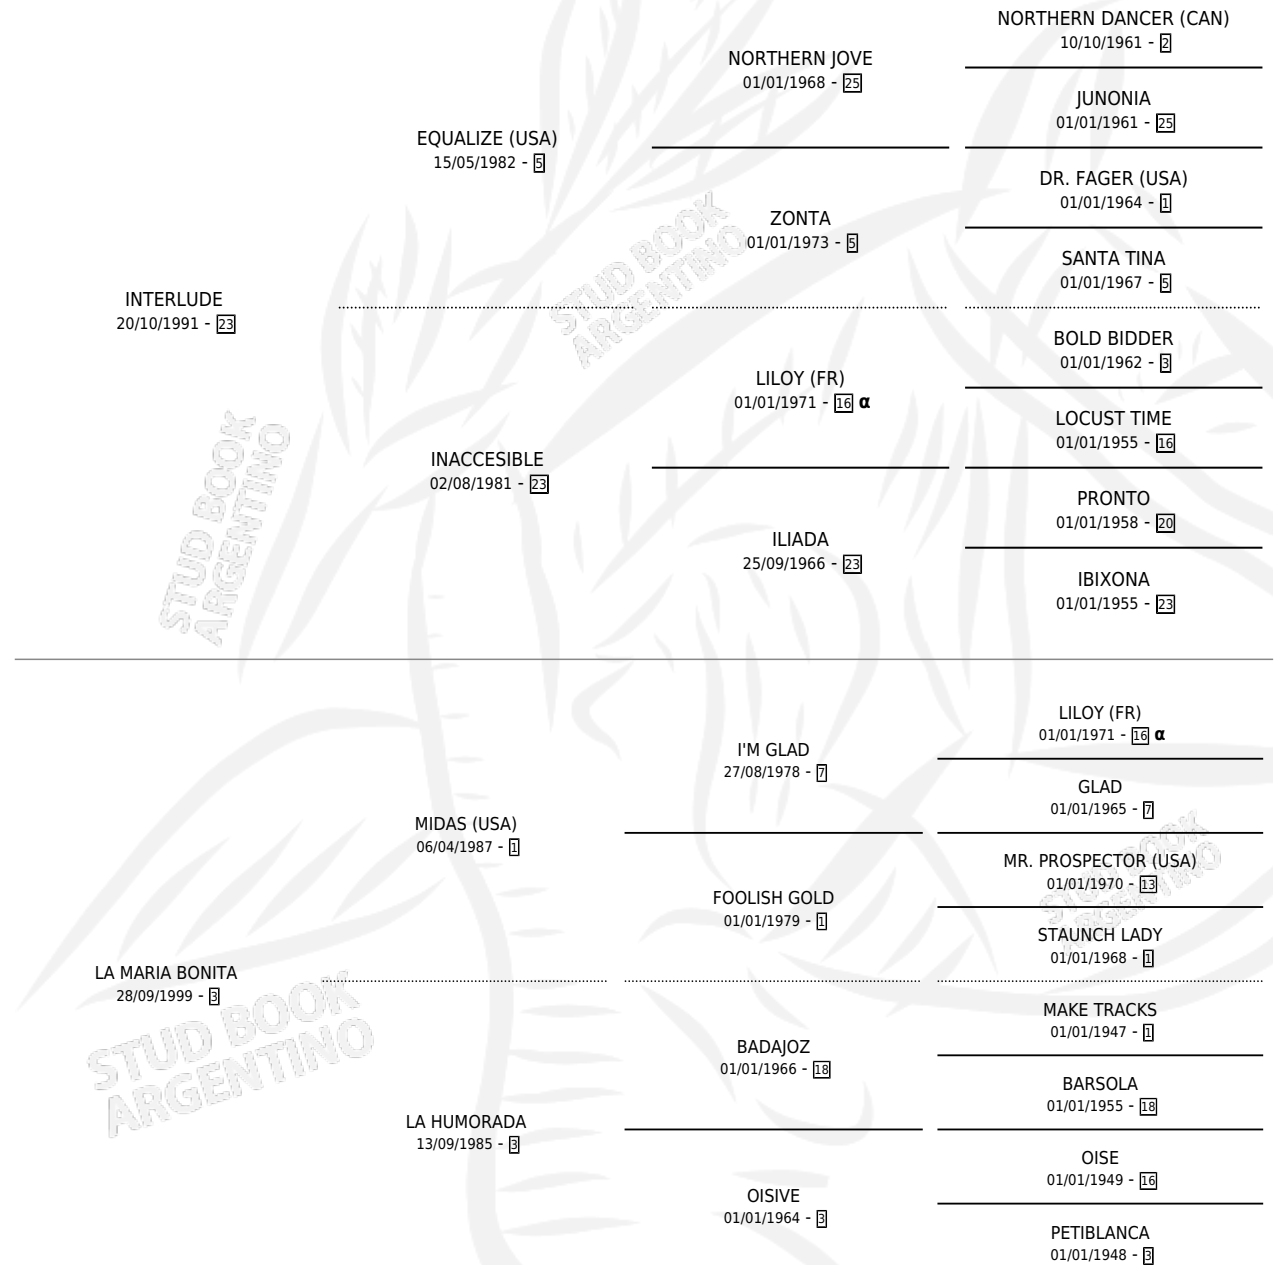 NORTHERN DANCER (CAN)
10/10/1961 - 2
NORTHERN JOVE
01/01/1968 - 25
JUNONIA
01/01/1961 - 25
EQUALIZE (USA)
15/05/1982 - 5
DR. FAGER (USA)
01/01/1964 - 1
ZONTA
01/01/1973 - 5
SANTA TINA
01/01/1967 - 5
INTERLUDE
20/10/1991 - 23
BOLD BIDDER
01/01/1962 - 3
LILOY (FR)
01/01/1971 - 16 α
LOCUST TIME
01/01/1955 - 16
INACCESIBLE
02/08/1981 - 23
PRONTO
01/01/1958 - 20
ILIADA
25/09/1966 - 23
IBIXONA
01/01/1955 - 23
LILOY (FR)
01/01/1971 - 16 α
I'M GLAD
27/08/1978 - 7
GLAD
01/01/1965 - 7
MIDAS (USA)
06/04/1987 - 1
MR. PROSPECTOR (USA)
01/01/1970 - 13
FOOLISH GOLD
01/01/1979 - 1
STAUNCH LADY
01/01/1968 - 1
LA MARIA BONITA
28/09/1999 - 3
MAKE TRACKS
01/01/1947 - 1
BADAJOZ
01/01/1966 - 18
BARSOLA
01/01/1955 - 18
LA HUMORADA
13/09/1985 - 3
OISE
01/01/1949 - 16
OISIVE
01/01/1964 - 3
PETIBLANCA
01/01/1948 - 3
STUD BOOK
ARGENTINO
STUD BOOK
ARGENTINO
STUD BOOK
ARGENTINO
STUD BOOK
ARGENTINO